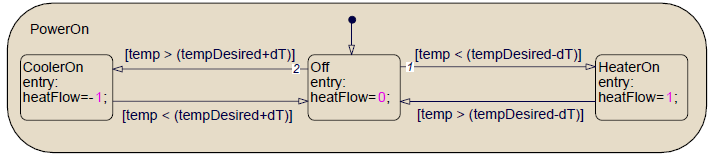 PowerOn
[temp > (tempDesired+dT)]
[temp < (tempDesired-dT)]
CoolerOn
entry:
heatFlow=-1;
2
Off
entry:
heatFlow=0;
1
HeaterOn
entry:
heatFlow=1;
[temp < (tempDesired+dT)]
[temp > (tempDesired-dT)]